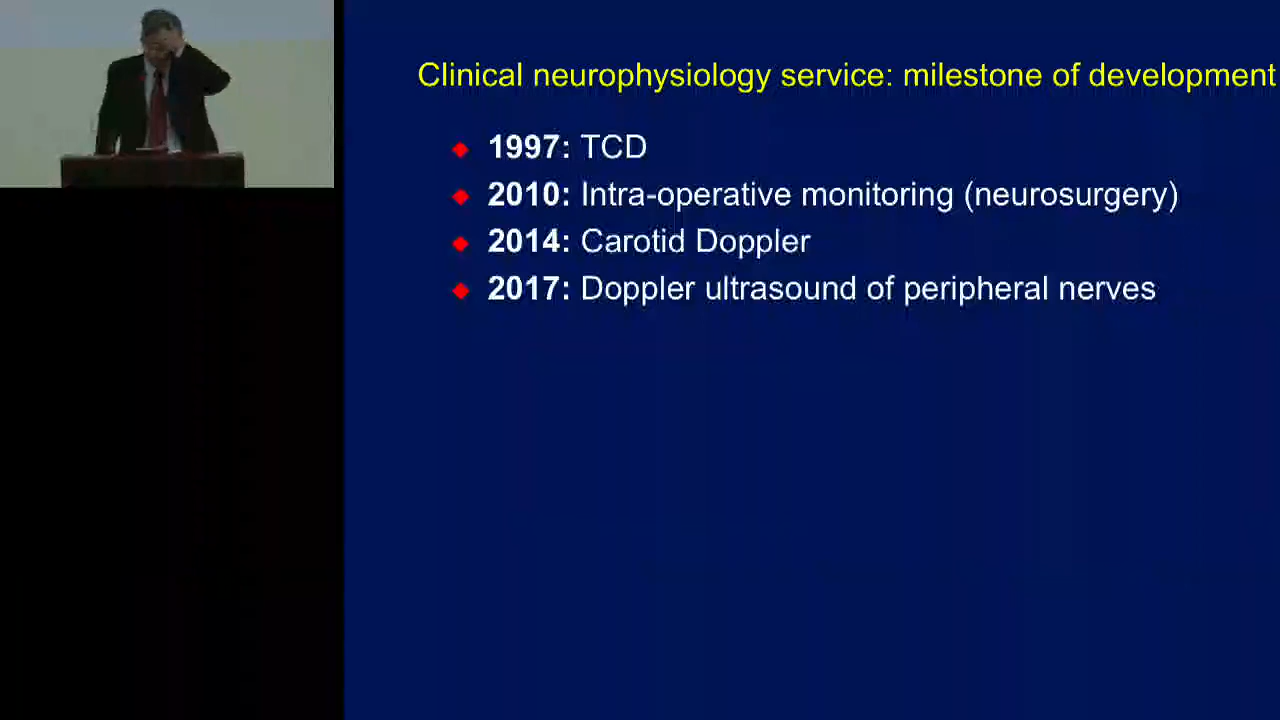 Clinical neurophysiology service: milestone of development
1997: TCD
2010: Intra-operative monitoring (neurosurgery)
2014: Carotid Doppler
2017: Doppler ultrasound of peripheral nerves